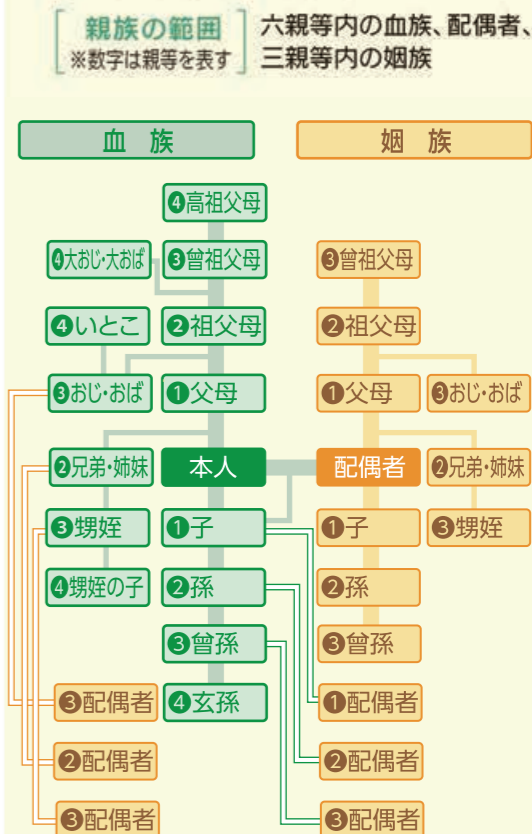 親族の範囲
※数字は親等を表す
六親等内の血族、配偶者、
三親等内の姻族
血 族
姻 族
❹高祖父母
❹大おじ・大おば ❸曾祖父母 ❸曾祖父母
❹いとこ ❷祖父母 ❷祖父母
❸おじ・おば ❶父母 ❶父母 ❸おじ・おば
❷兄弟・姉妹 本人 配偶者 ❷兄弟・姉妹
❸甥姪 ❶子 ❶子 ❸甥姪
❹甥姪の子 ❷孫 ❷孫
❸曾孫 ❸曾孫
❸配偶者 ❹玄孫 ❶配偶者
❷配偶者 ❷配偶者
❸配偶者 ❸配偶者